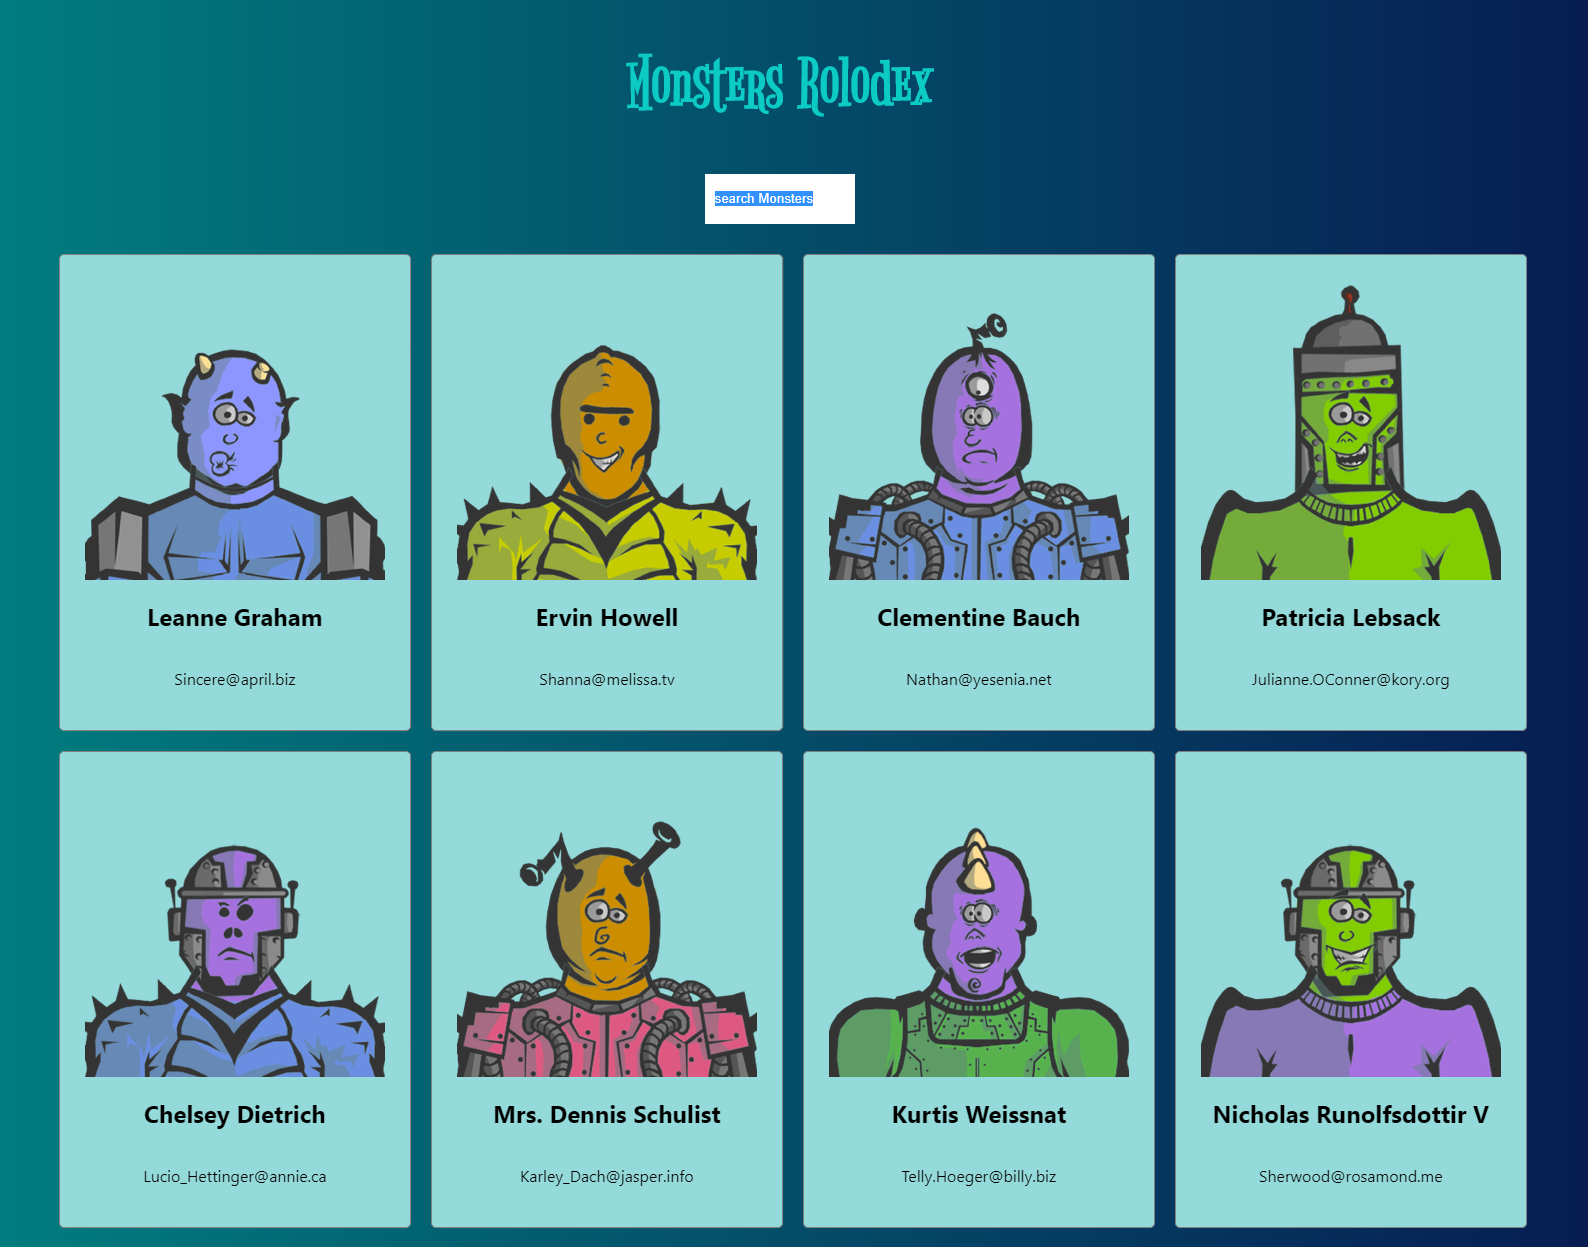 Monsters Rolodex
search Monsters
Leanne Graham
Sincere@april.biz
Ervin Howell
Shanna@melissa.tv
Clementine Bauch
Nathan@yesenia.net
Patricia Lebsack
Julianne.OConner@kory.org
Chelsey Dietrich
Lucio_Hettinger@annie.ca
Mrs. Dennis Schulist
Karley_Dach@jasper.info
Kurtis Weissnat
Telly.Hoeger@billy.biz
Nicholas Runolfsdottir V
Sherwood@rosamond.me